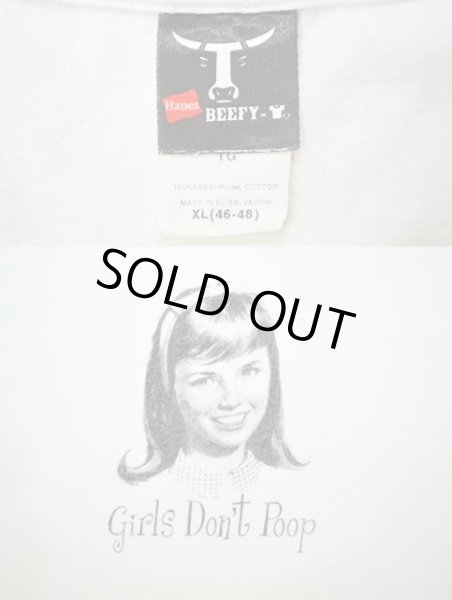 Hanes
BEEFY-
TG
100% PRESHRUNK COTTON
MADE IN EL SALVADOR
XL(46-48)
SOLD OUT
Girls Don't Poop